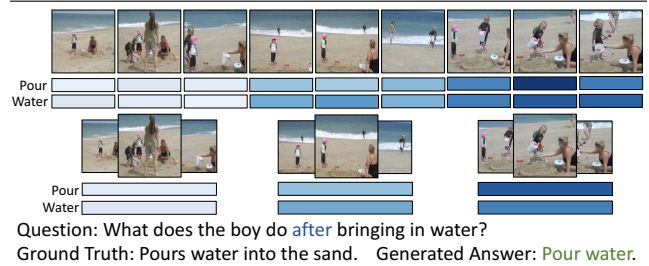 Pour
Water
Pour
Water
Question: What does the boy do after bringing in water?
Ground Truth: Pours water into the sand. Generated Answer: Pour water.